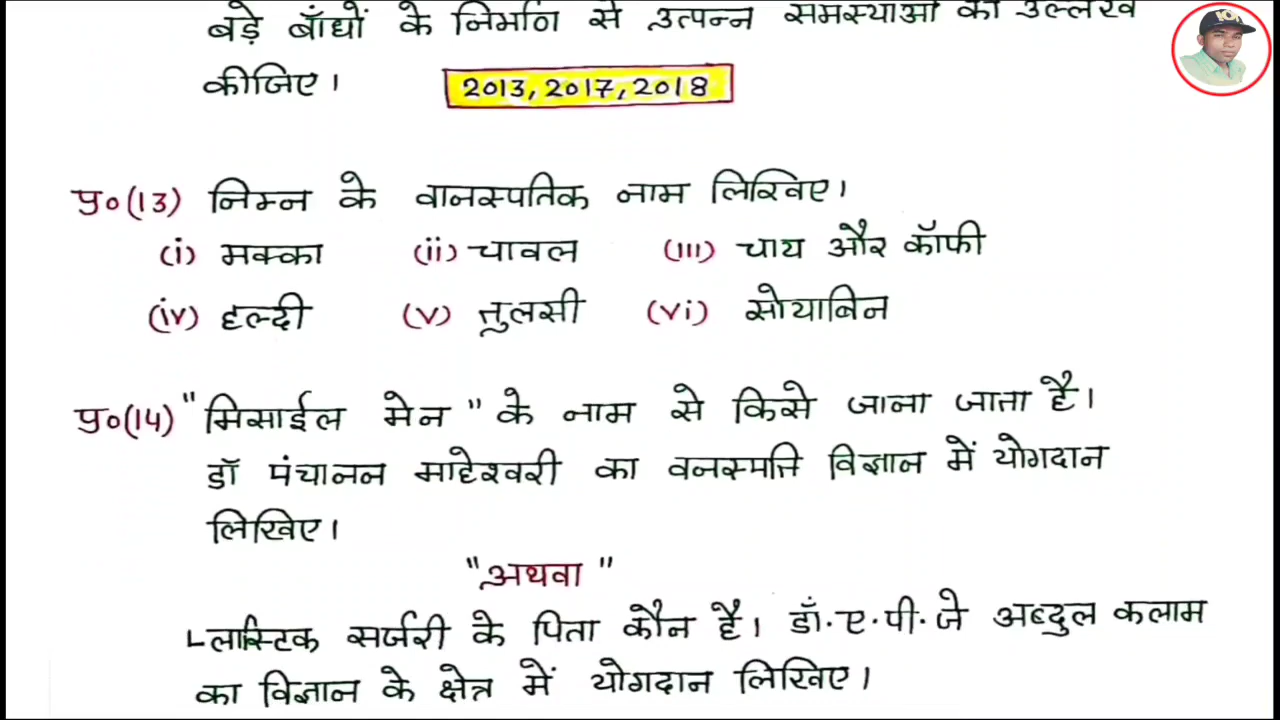 बड़े बाँधों के निर्माण से उत्पन्न समस्याओं का उल्लेख
कीजिए। 2013, 2017, 2018
प्र०(13) निम्न के वानस्पतिक नाम लिखिए।
(i) मक्का (ii) चावल (iii) चाय और कॉफी
(iv) हल्दी (v) तुलसी (vi) सोयाबिन
प्र०(14) "मिसाईल मेन" के नाम से किसे जाना जाता है।
डॉ पंचानन माहेश्वरी का वनस्पति विज्ञान में योगदान
लिखिए।
"अथवा"
प्लास्टिक सर्जरी के पिता कौन है। डॉ. ए. पी. जे अब्दुल कलाम
का विज्ञान के क्षेत्र में योगदान लिखिए।